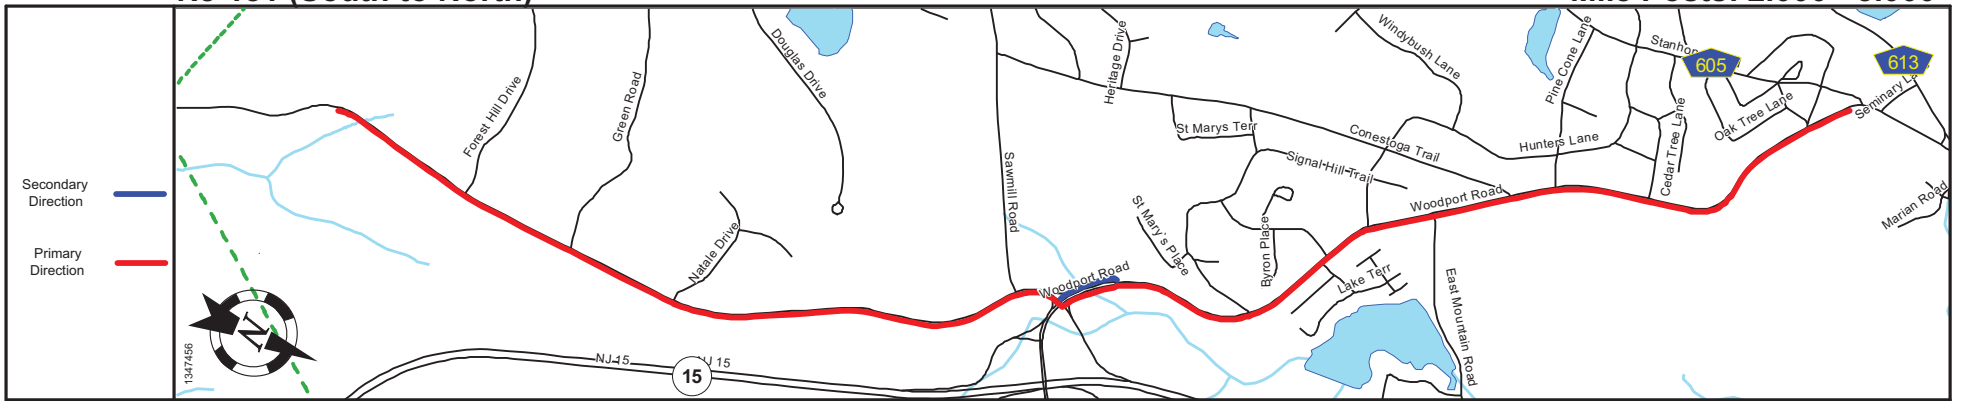 Secondary
Direction
Primary
Direction
1347456
N
Forest Hill Drive
Green Road
Douglas Drive
Natale Drive
NJ 15
NJ 15
15
Sawmill Road
Heritage Drive
Woodport Road
St Marys Terr
St Mary's Place
Signal Hill Trail
Byron Place
Conestoga Trail
Windybush Lane
Lake Terr
Woodport Road
East Mountain Road
Hunters Lane
Pine Cone Lane
Cedar Tree Lane
605
Oak Tree Lane
613
Marian Road